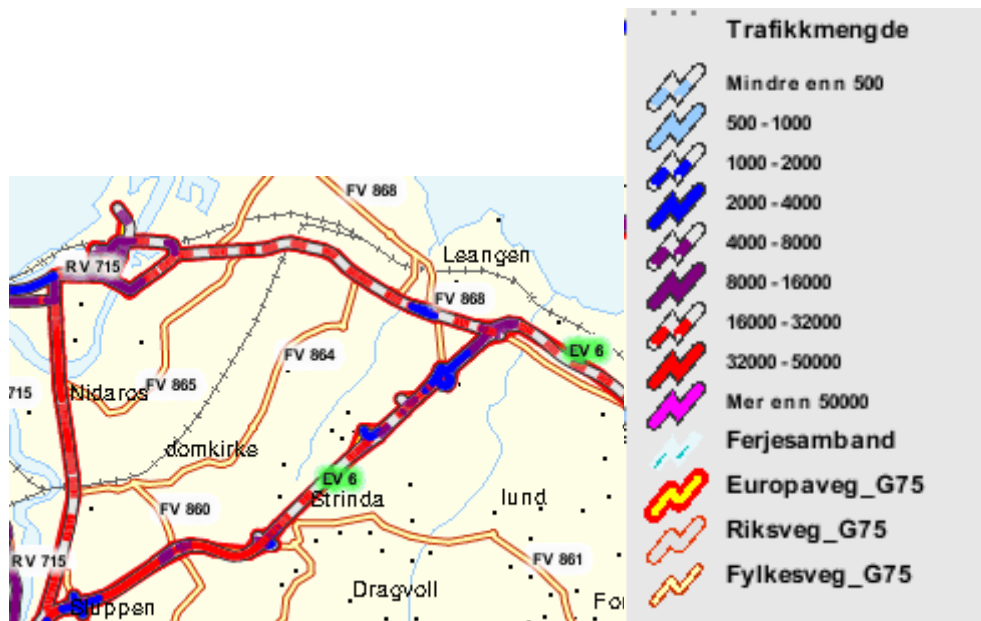 FV 868
Leangen
RV 715
FV 868
EV 6
FV 864
715
Nidaros
FV 865
domkirke
EV 6
Strinda
lund
FV 860
FV 861
RV 715
Dragvoll
Sluppen
For
Trafikkmengde
Mindre enn 500
500 - 1000
1000 - 2000
2000 - 4000
4000 - 8000
8000 - 16000
16000 - 32000
32000 - 50000
Mer enn 50000
Ferjesamband
Europaveg_G75
Riksveg_G75
Fylkesveg_G75